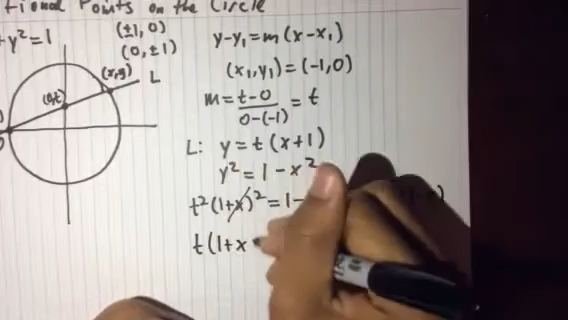 tional Points on the Circle
+y²=1
(±1, 0)
(0, ±1)
(x,y)
L
(0,t)
y-y₁=m(x-x₁)
(x₁,y₁)=(-1,0)
m=t-0/0-(-1)=t
L: y=t(x+1)
y²=1-x²
t²(1+x)²=1-
t(1+x